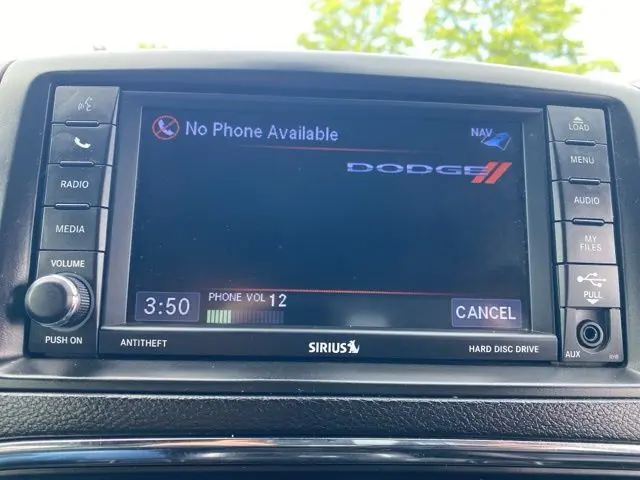 No Phone Available
NAV
DODGE
RADIO
MEDIA
VOLUME
PUSH ON
LOAD
MENU
AUDIO
MY
FILES
PULL
AUX
3:50
PHONE VOL 12
CANCEL
ANTITHEFT
SIRIUS
HARD DISC DRIVE